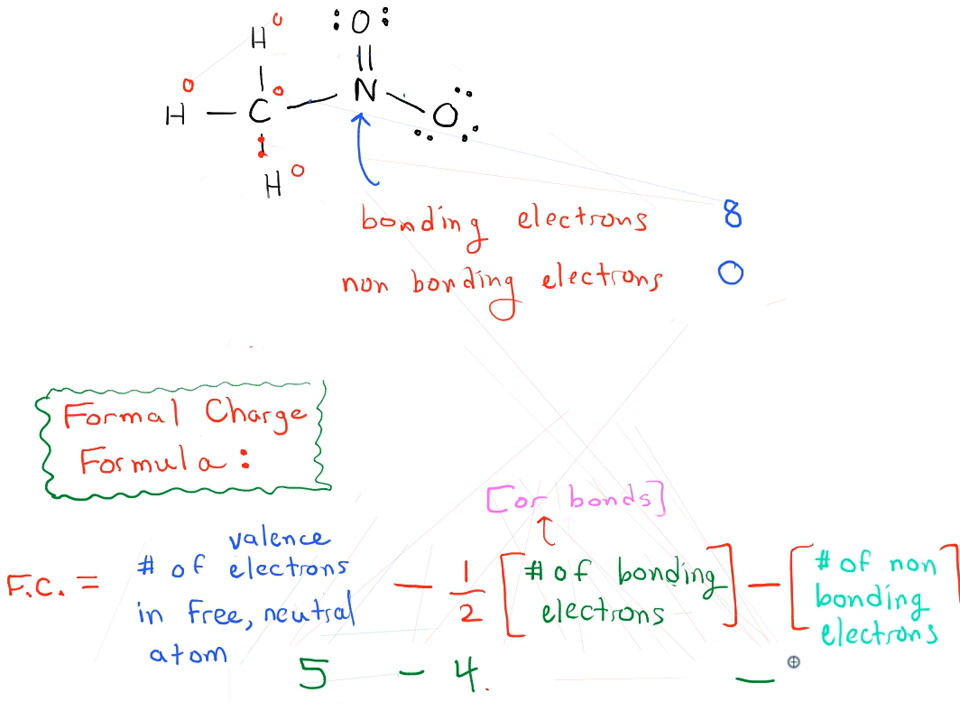 H O :O:
O O
H C N O
H O
bonding electrons 8
non bonding electrons 0
Formal Charge
Formula:
[or bonds]
F.C. = # of valence electrons in free, neutral atom - 1/2 [# of bonding electrons] - [# of non bonding electrons]
5 - 4. -